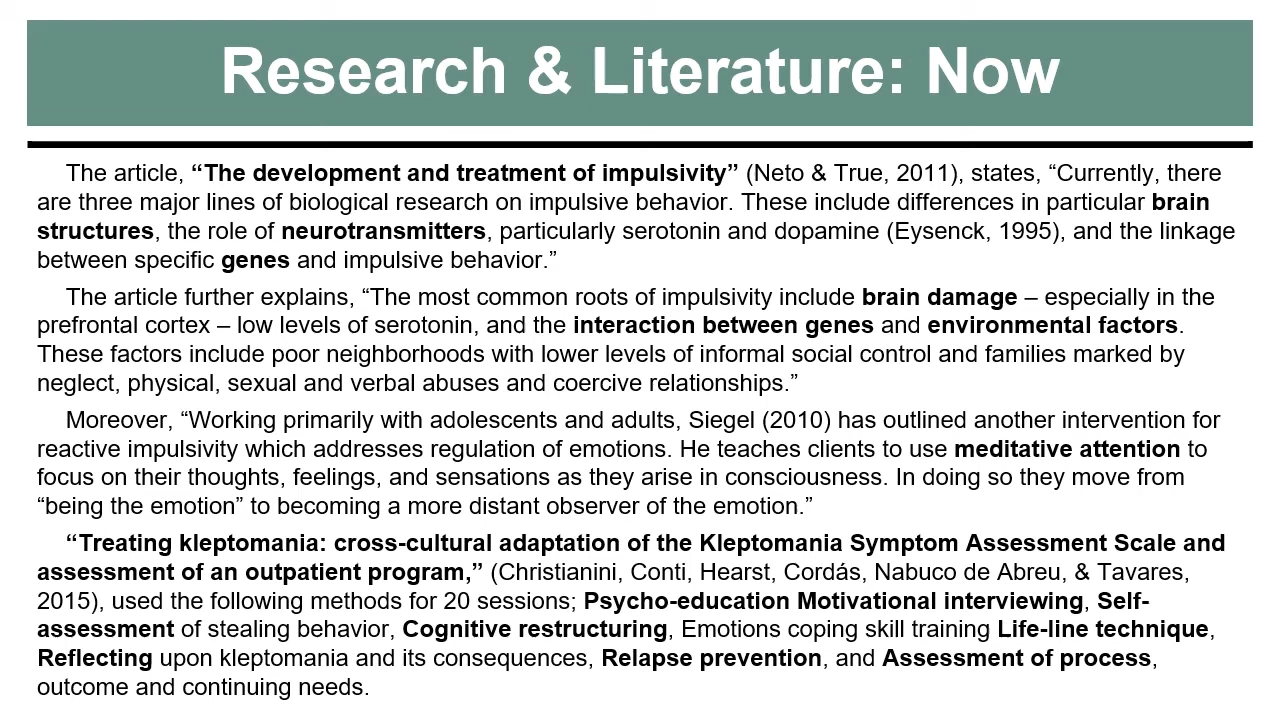 Research & Literature: Now
The article, “The development and treatment of impulsivity” (Neto & True, 2011), states, “Currently, there
are three major lines of biological research on impulsive behavior. These include differences in particular brain
structures, the role of neurotransmitters, particularly serotonin and dopamine (Eysenck, 1995), and the linkage
between specific genes and impulsive behavior.”
The article further explains, “The most common roots of impulsivity include brain damage – especially in the
prefrontal cortex – low levels of serotonin, and the interaction between genes and environmental factors.
These factors include poor neighborhoods with lower levels of informal social control and families marked by
neglect, physical, sexual and verbal abuses and coercive relationships.”
Moreover, “Working primarily with adolescents and adults, Siegel (2010) has outlined another intervention for
reactive impulsivity which addresses regulation of emotions. He teaches clients to use meditative attention to
focus on their thoughts, feelings, and sensations as they arise in consciousness. In doing so they move from
“being the emotion” to becoming a more distant observer of the emotion.”
“Treating kleptomania: cross-cultural adaptation of the Kleptomania Symptom Assessment Scale and
assessment of an outpatient program,” (Christianini, Conti, Hearst, Cordás, Nabuco de Abreu, & Tavares,
2015), used the following methods for 20 sessions; Psycho-education Motivational interviewing, Self-
assessment of stealing behavior, Cognitive restructuring, Emotions coping skill training Life-line technique,
Reflecting upon kleptomania and its consequences, Relapse prevention, and Assessment of process,
outcome and continuing needs.